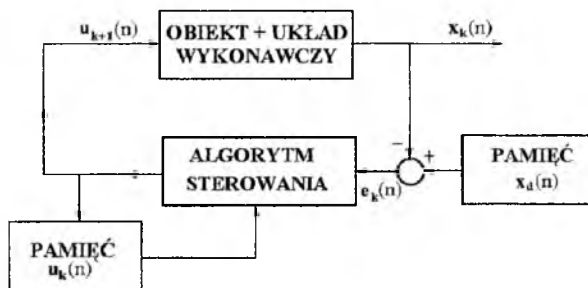 u_{k+1}(n)
OBIEKT + UKŁAD
WYKONAWCZY
x_k(n)
ALGORYTM
STEROWANIA
−
+
e_k(n)
PAMIĘĆ
x_d(n)
PAMIĘĆ
u_k(n)